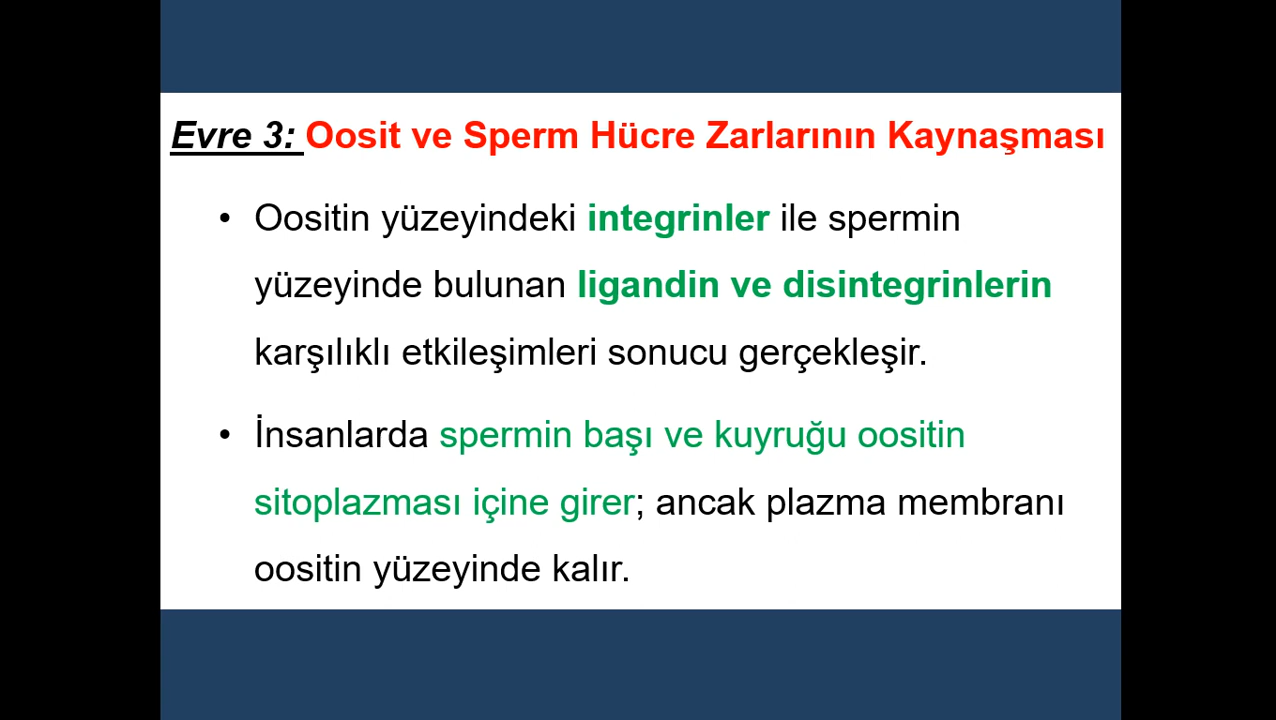 Evre 3: Oosit ve Sperm Hücre Zarlarının Kaynaşması
• Oositin yüzeyindeki integrinler ile spermin
yüzeyinde bulunan ligandin ve disintegrinlerin
karşılıklı etkileşimleri sonucu gerçekleşir.
• İnsanlarda spermin başı ve kuyruğu oositin
sitoplazması içine girer; ancak plazma membranı
oositin yüzeyinde kalır.